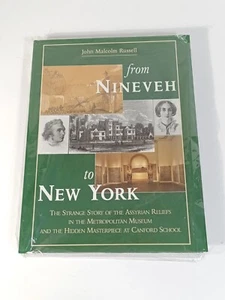 John Malcolm Russell
from
NINEVEH
to
NEW YORK
THE STRANGE STORY OF THE ASSYRIAN RELIEFS
IN THE METROPOLITAN MUSEUM
AND THE HIDDEN MASTERPIECE AT CANFORD SCHOOL